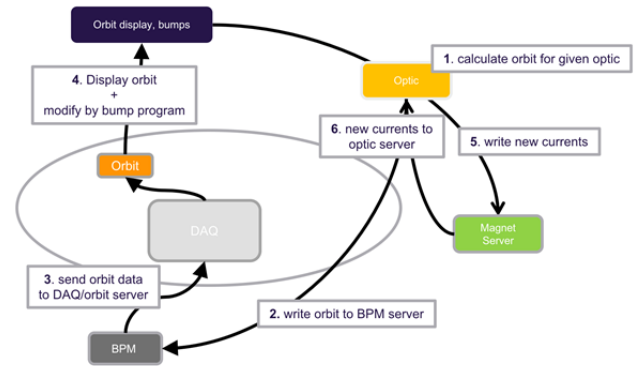 Orbit display, bumps
1. calculate orbit for given optic
Optic
4. Display orbit
+
modify by bump program
6. new currents to
optic server
5. write new currents
Orbit
DAQ
Magnet
Server
3. send orbit data
to DAQ/orbit server
2. write orbit to BPM server
BPM